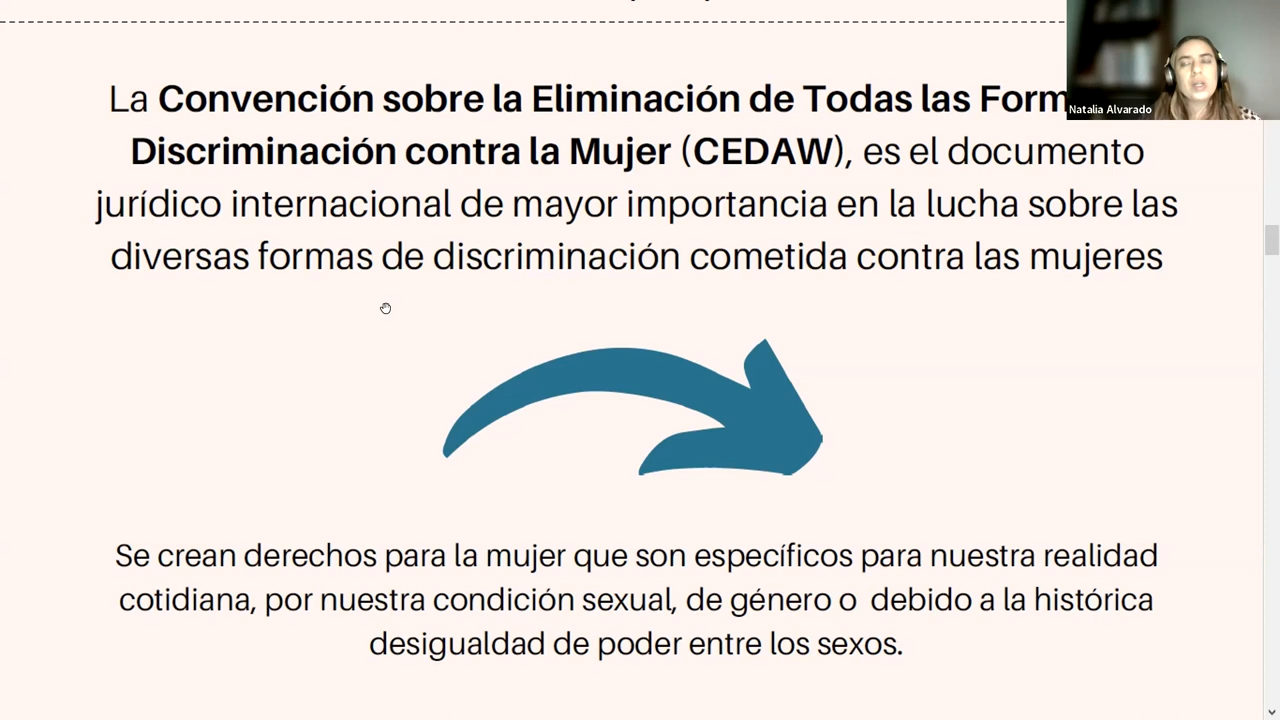 La Convención sobre la Eliminación de Todas las Form
Natalia Alvarado
Discriminación contra la Mujer (CEDAW), es el documento
jurídico internacional de mayor importancia en la lucha sobre las
diversas formas de discriminación cometida contra las mujeres
Se crean derechos para la mujer que son específicos para nuestra realidad
cotidiana, por nuestra condición sexual, de género o  debido a la histórica
desigualdad de poder entre los sexos.